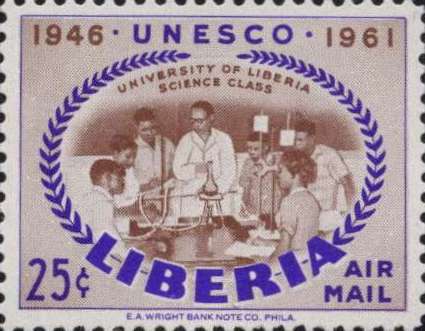 1946 · UNESCO · 1961
UNIVERSITY OF LIBERIA
SCIENCE CLASS
LIBERIA
25¢
AIR
MAIL
E.A. WRIGHT BANK NOTE CO. PHILA.